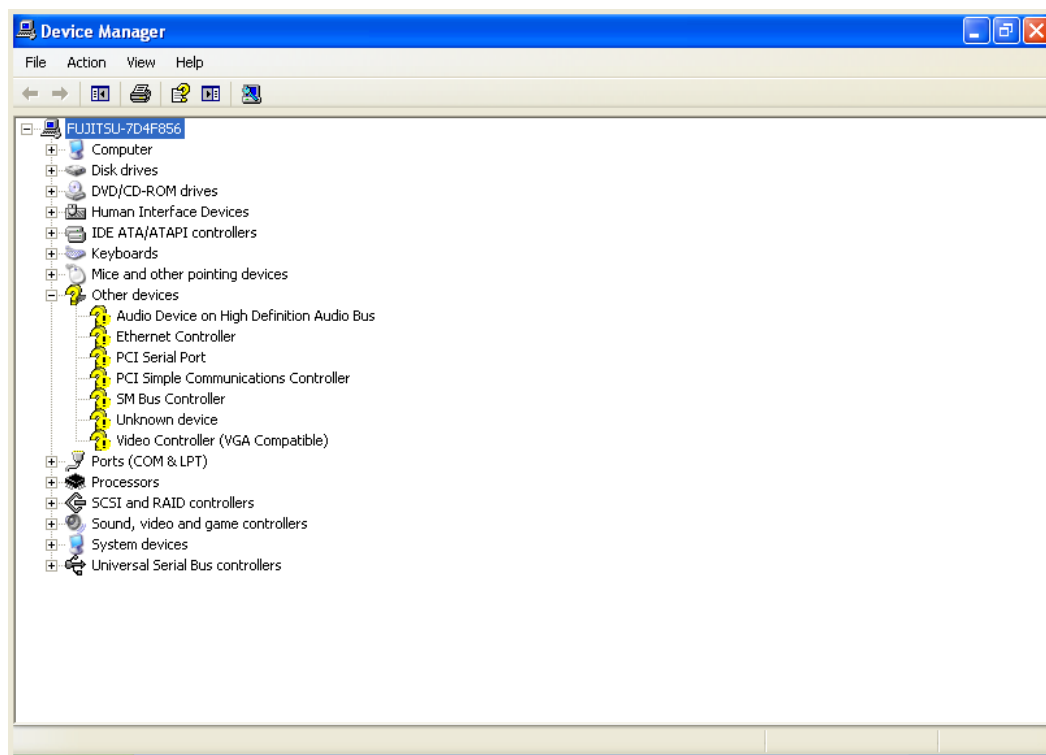 Device Manager
File Action View Help
FUJITSU-7D4F856
Computer
Disk drives
DVD/CD-ROM drives
Human Interface Devices
IDE ATA/ATAPI controllers
Keyboards
Mice and other pointing devices
Other devices
Audio Device on High Definition Audio Bus
Ethernet Controller
PCI Serial Port
PCI Simple Communications Controller
SM Bus Controller
Unknown device
Video Controller (VGA Compatible)
Ports (COM & LPT)
Processors
SCSI and RAID controllers
Sound, video and game controllers
System devices
Universal Serial Bus controllers